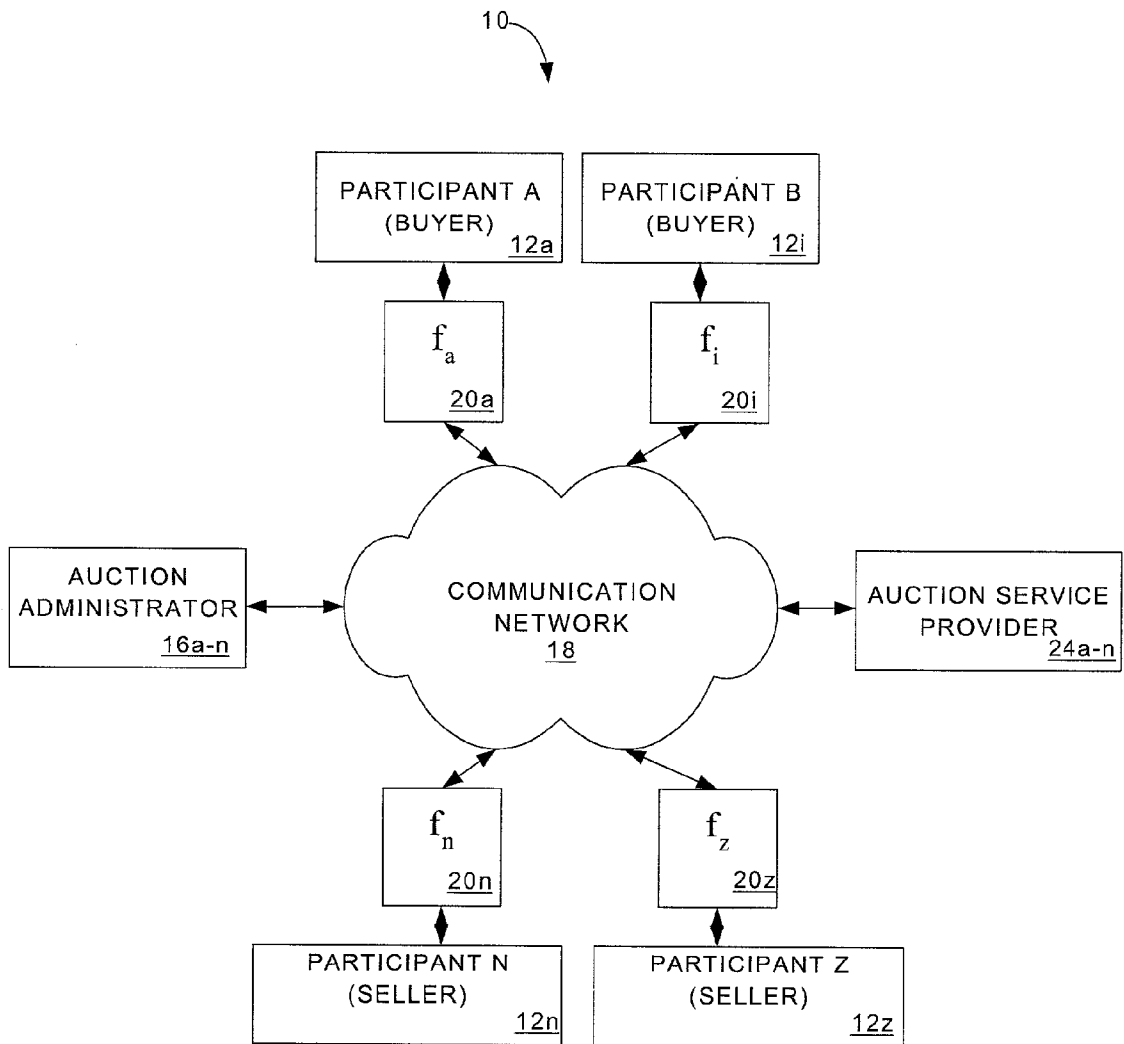 10
PARTICIPANT A
(BUYER)
12a
PARTICIPANT B
(BUYER)
12i
fa
20a
fi
20i
AUCTION
ADMINISTRATOR
16a-n
COMMUNICATION
NETWORK
18
AUCTION SERVICE
PROVIDER
24a-n
fn
20n
fz
20z
PARTICIPANT N
(SELLER)
12n
PARTICIPANT Z
(SELLER)
12z